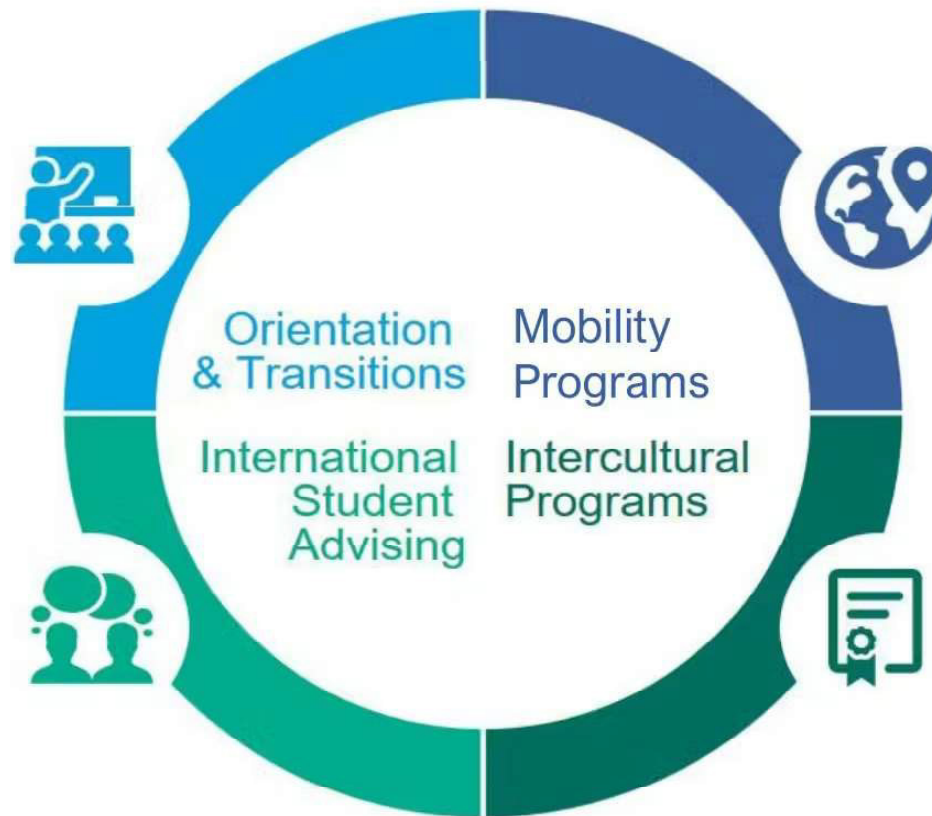 Orientation
& Transitions
Mobility
Programs
International
Student
Advising
Intercultural
Programs